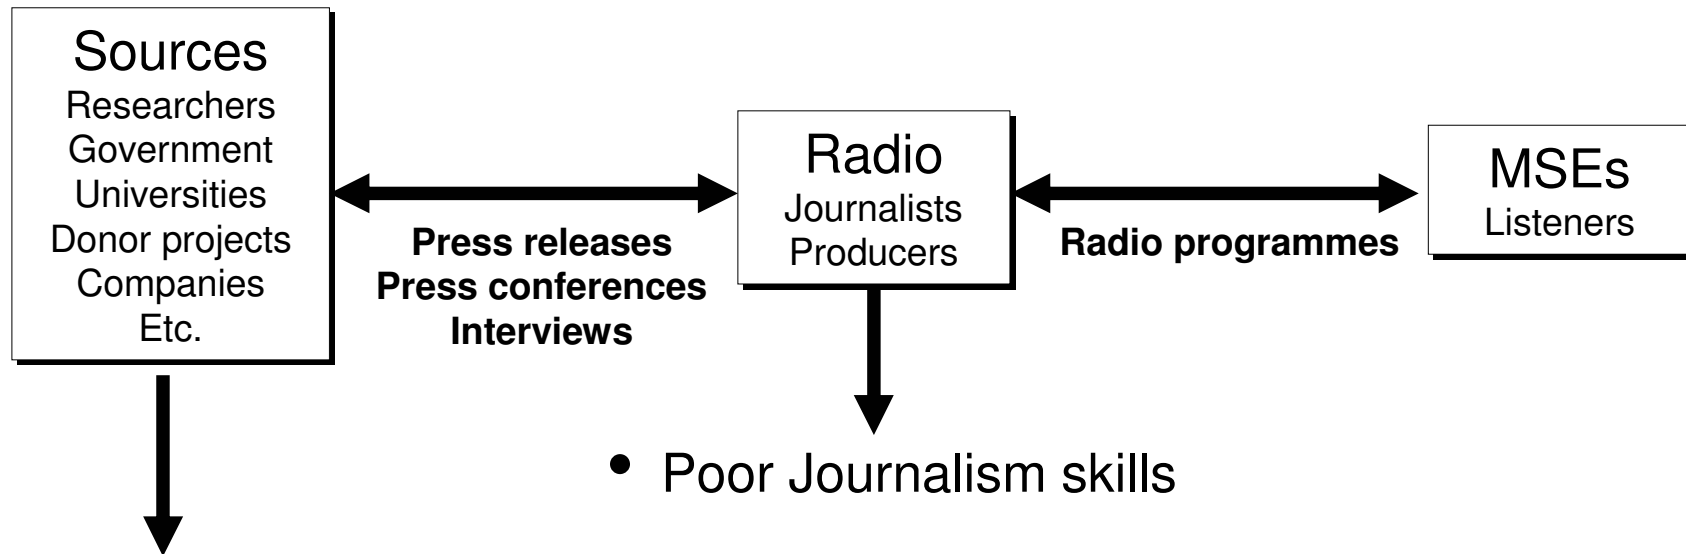 Sources
Researchers
Government
Universities
Donor projects
Companies
Etc.
Press releases
Press conferences
Interviews
Radio
Journalists
Producers
Radio programmes
MSEs
Listeners
• Poor Journalism skills